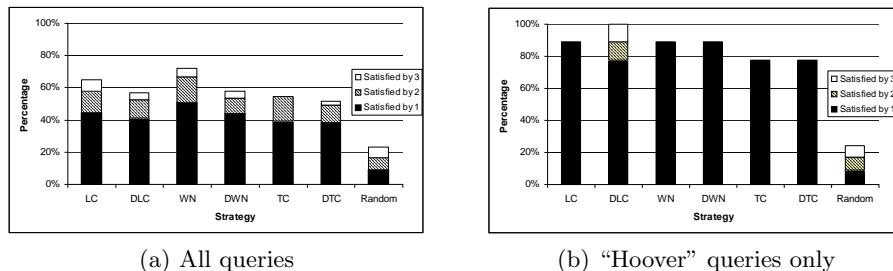 100%
80%
60%
40%
20%
0%
Percentage
LC DLC WN DWN TC DTC Random
Strategy
Satisfied by 3
Satisfied by 2
Satisfied by 1
(a) All queries
100%
80%
60%
40%
20%
0%
Percentage
LC DLC WN DWN TC DTC Random
Strategy
Satisfied by 3
Satisfied by 2
Satisfied by 1
(b) “Hoover” queries only